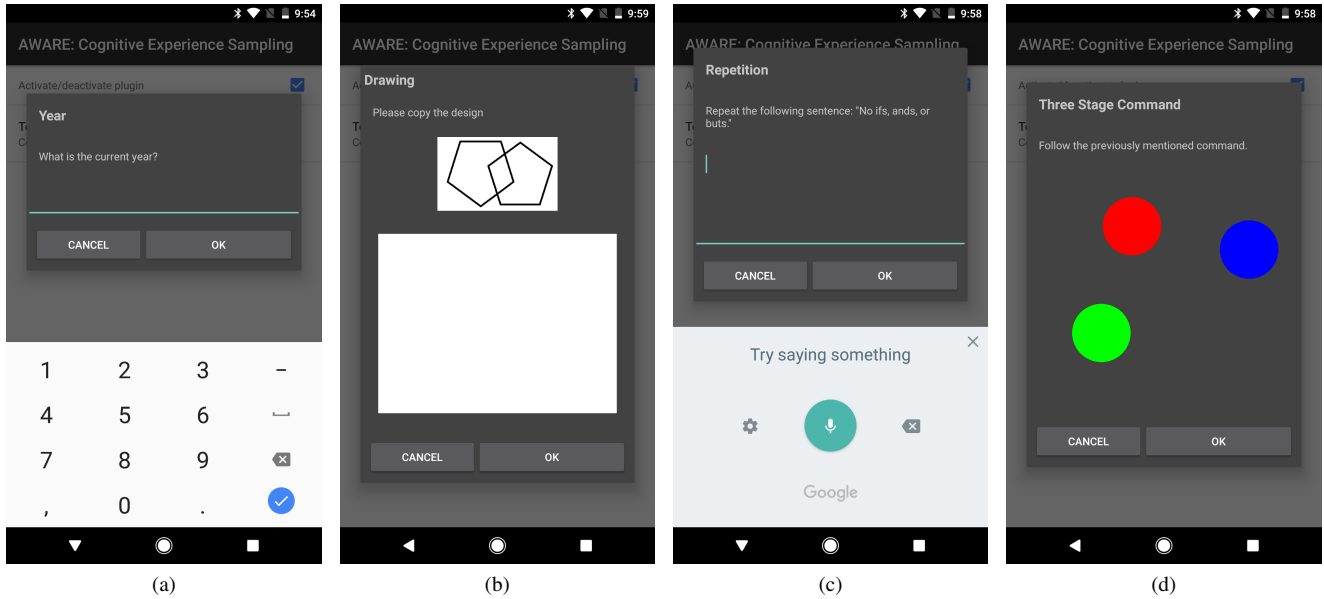 9:54
AWARE: Cognitive Experience Sampling
Activate/deactivate plugin
Year
What is the current year?
CANCEL OK
1 2 3 –
4 5 6
7 8 9
, 0 .
(a)
9:59
AWARE: Cognitive Experience Sampling
Drawing
Please copy the design
CANCEL OK
(b)
9:58
AWARE: Cognitive Experience Sampling
Repetition
Repeat the following sentence: "No ifs, ands, or
buts."
CANCEL OK
Try saying something
Google
(c)
9:58
AWARE: Cognitive Experience Sampling
Three Stage Command
Follow the previously mentioned command.
CANCEL OK
(d)